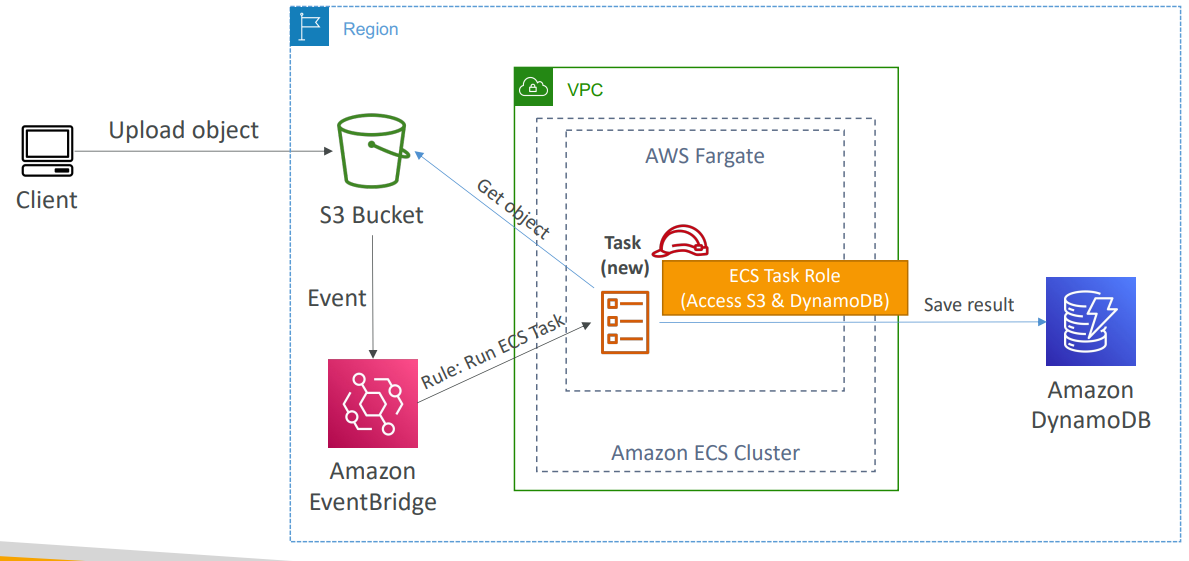 Region
VPC
Upload object
Client
S3 Bucket
AWS Fargate
Get object
Task
(new)
ECS Task Role
(Access S3 & DynamoDB)
Save result
Event
Rule: Run ECS Task
Amazon
DynamoDB
Amazon ECS Cluster
Amazon
EventBridge